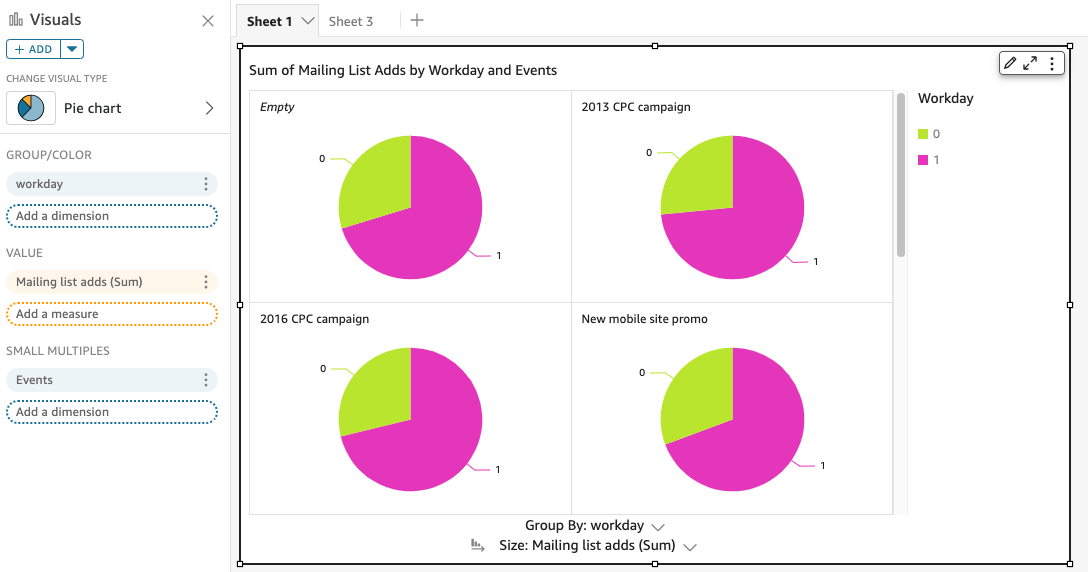 Visuals
+ ADD
CHANGE VISUAL TYPE
Pie chart
GROUP/COLOR
workday
Add a dimension
VALUE
Mailing list adds (Sum)
Add a measure
SMALL MULTIPLES
Events
Add a dimension
Sheet 1
Sheet 3
Sum of Mailing List Adds by Workday and Events
Empty
0
1
2013 CPC campaign
0
1
2016 CPC campaign
0
1
New mobile site promo
0
1
Workday
0
1
Group By: workday
Size: Mailing list adds (Sum)